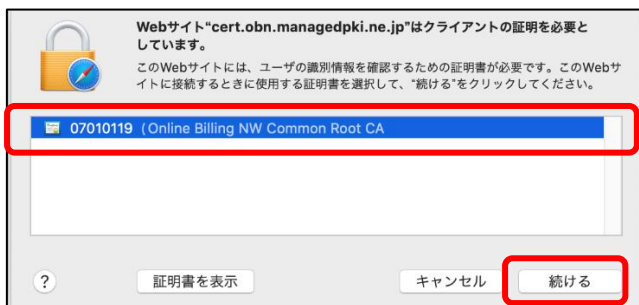 Webサイト“cert.obn.managedpki.ne.jp”はクライアントの証明を必要と
しています。
このWebサイトには、ユーザの識別情報を確認するための証明書が必要です。このWebサ
イトに接続するときに使用する証明書を選択して、“続ける”をクリックしてください。
07010119（Online Billing NW Common Root CA
?
証明書を表示
キャンセル
続ける